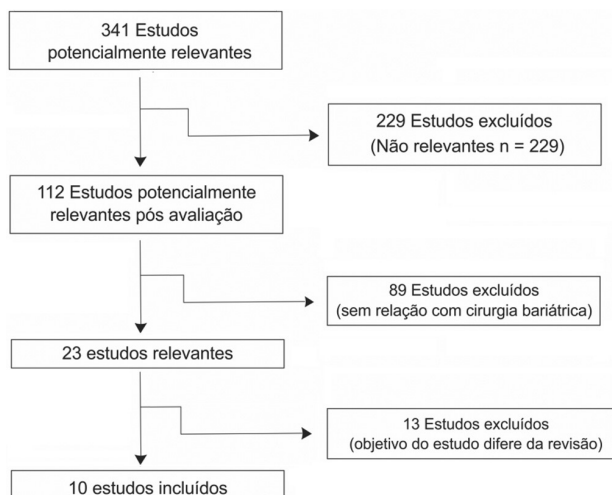 341 Estudos
potencialmente relevantes
229 Estudos excluídos
(Não relevantes n = 229)
112 Estudos potencialmente
relevantes pós avaliação
89 Estudos excluídos
(sem relação com cirurgia bariátrica)
23 estudos relevantes
13 Estudos excluídos
(objetivo do estudo difere da revisão)
10 estudos incluídos